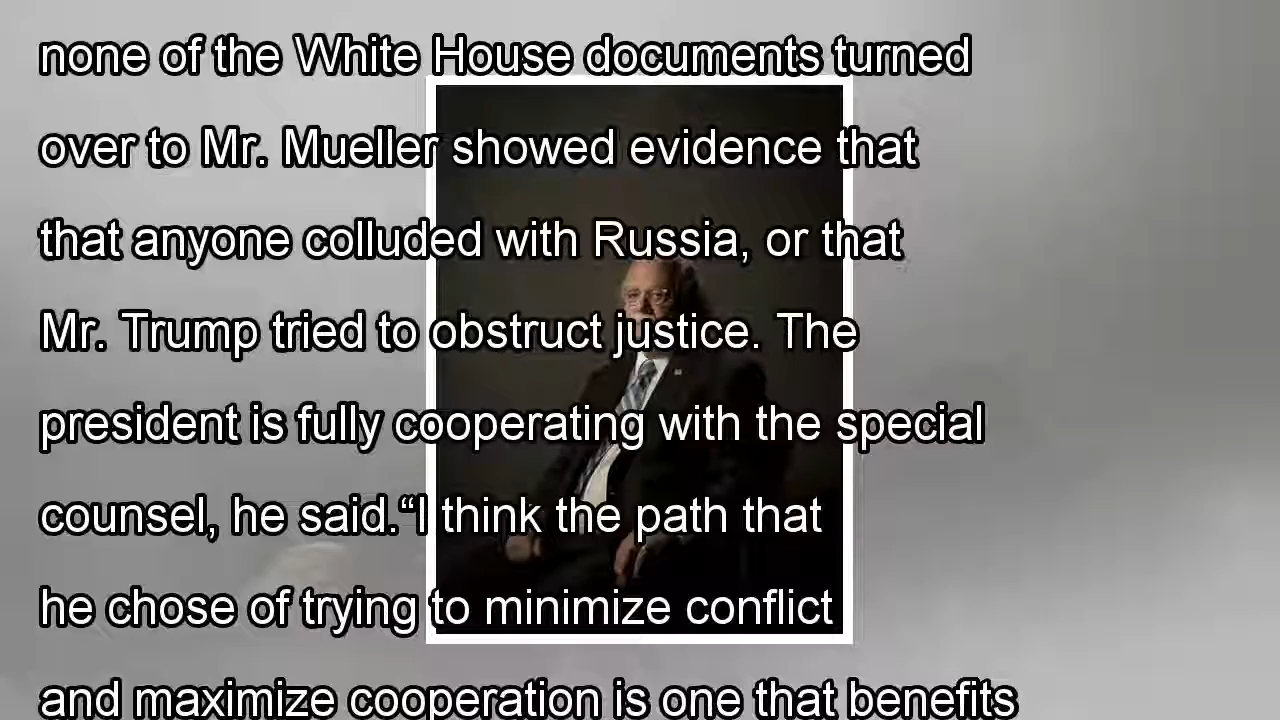 none of the White House documents turned
over to Mr. Mueller showed evidence that
that anyone colluded with Russia, or that
Mr. Trump tried to obstruct justice. The
president is fully cooperating with the special
counsel, he said.“I think the path that
he chose of trying to minimize conflict
and maximize cooperation is one that benefits